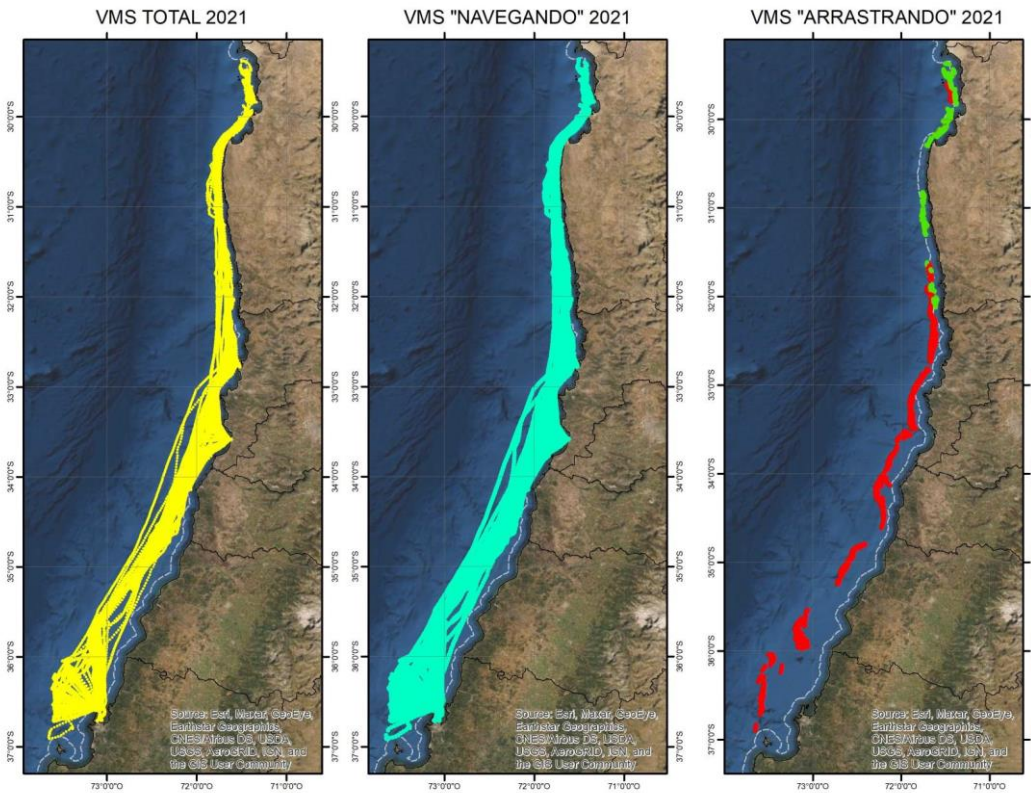 VMS TOTAL 2021
30°0'0"S
31°0'0"S
32°0'0"S
33°0'0"S
34°0'0"S
35°0'0"S
36°0'0"S
37°0'0"S
Source: Esri, Maxar, GeoEye,
Earthstar Geographics,
CNES/Airbus DS, USDA,
USGS, AeroGRID, IGN, and
the GIS User Community
73°0'0"W
72°0'0"W
71°0'0"W
VMS "NAVEGANDO" 2021
30°0'0"S
31°0'0"S
32°0'0"S
33°0'0"S
34°0'0"S
35°0'0"S
36°0'0"S
37°0'0"S
Source: Esri, Maxar, GeoEye,
Earthstar Geographics,
CNES/Airbus DS, USDA,
USGS, AeroGRID, IGN, and
the GIS User Community
73°0'0"W
72°0'0"W
71°0'0"W
VMS "ARRASTRANDO" 2021
30°0'0"S
31°0'0"S
32°0'0"S
33°0'0"S
34°0'0"S
35°0'0"S
36°0'0"S
37°0'0"S
Source: Esri, Maxar, GeoEye,
Earthstar Geographics,
CNES/Airbus DS, USDA,
USGS, AeroGRID, IGN, and
the GIS User Community
73°0'0"W
72°0'0"W
71°0'0"W